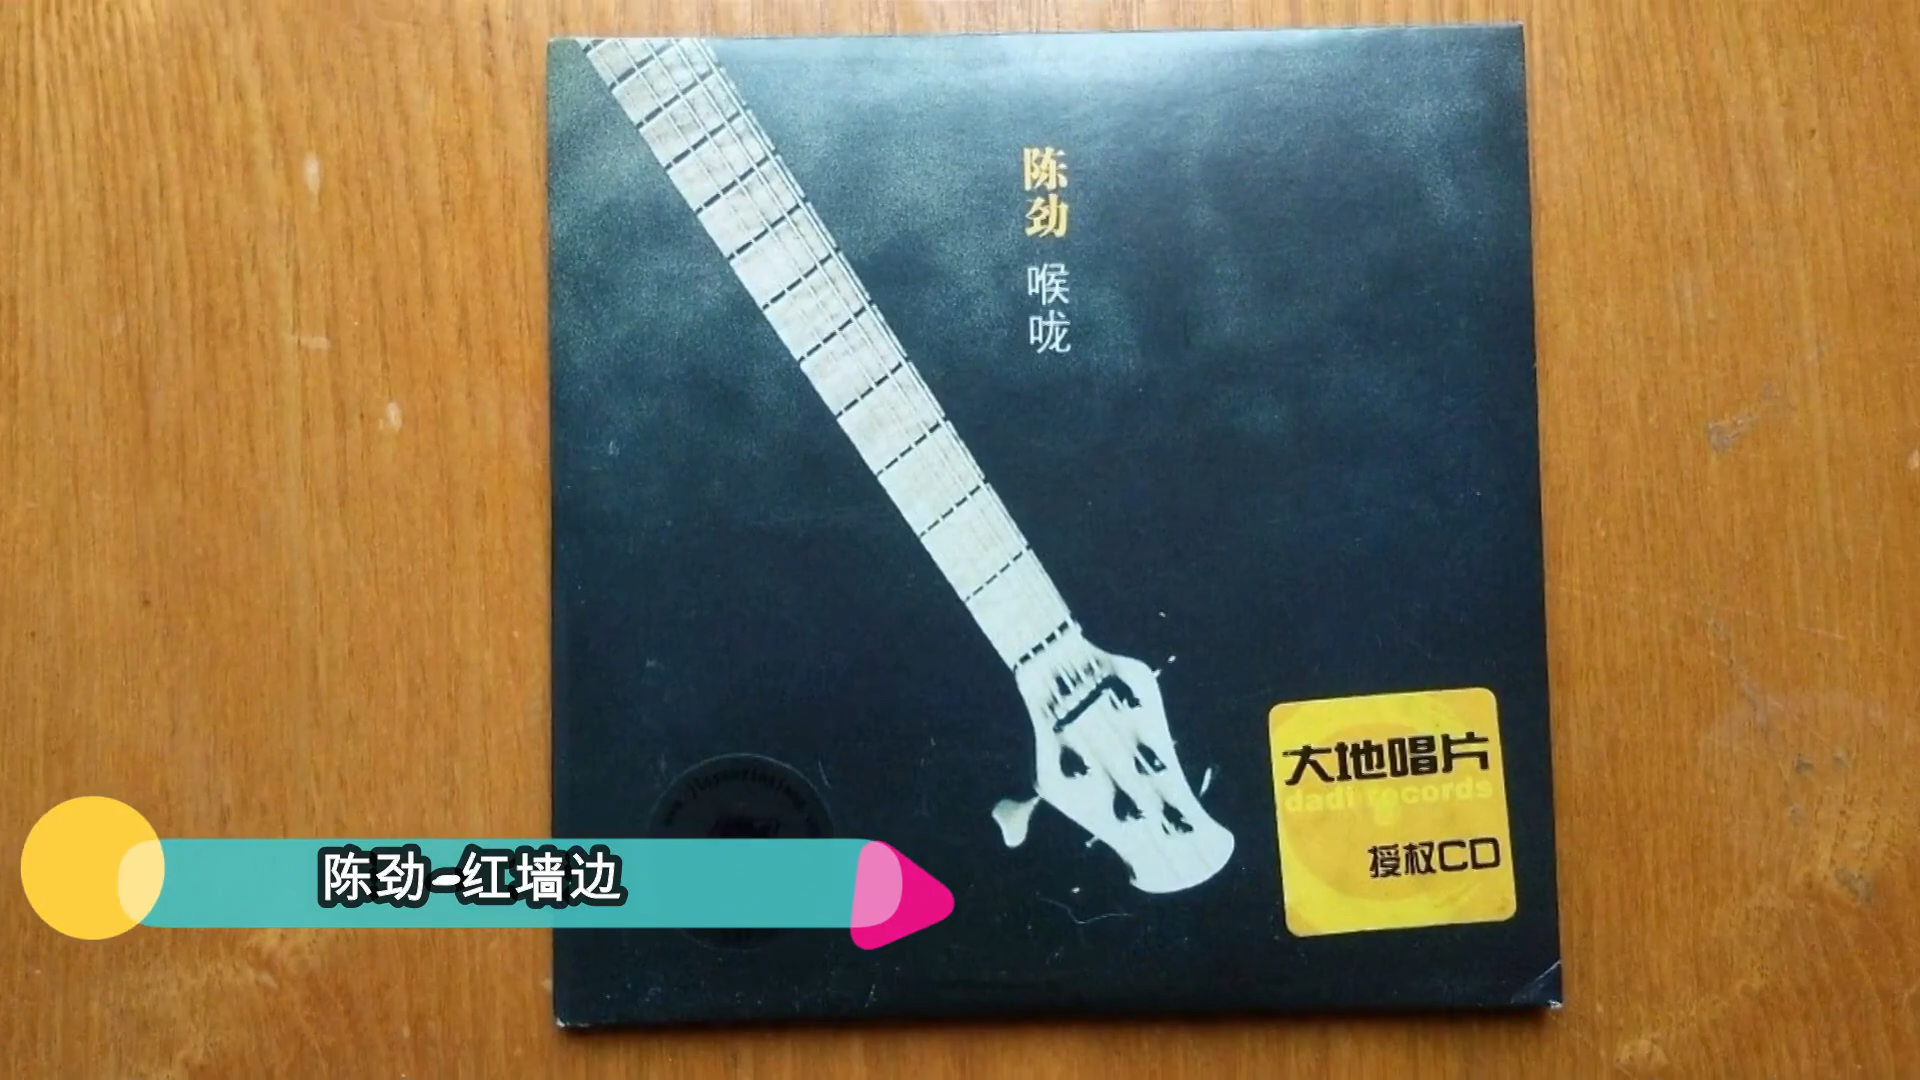 陈劲
喉咙
大地唱片
dadi records
授权CD
陈劲-红墙边